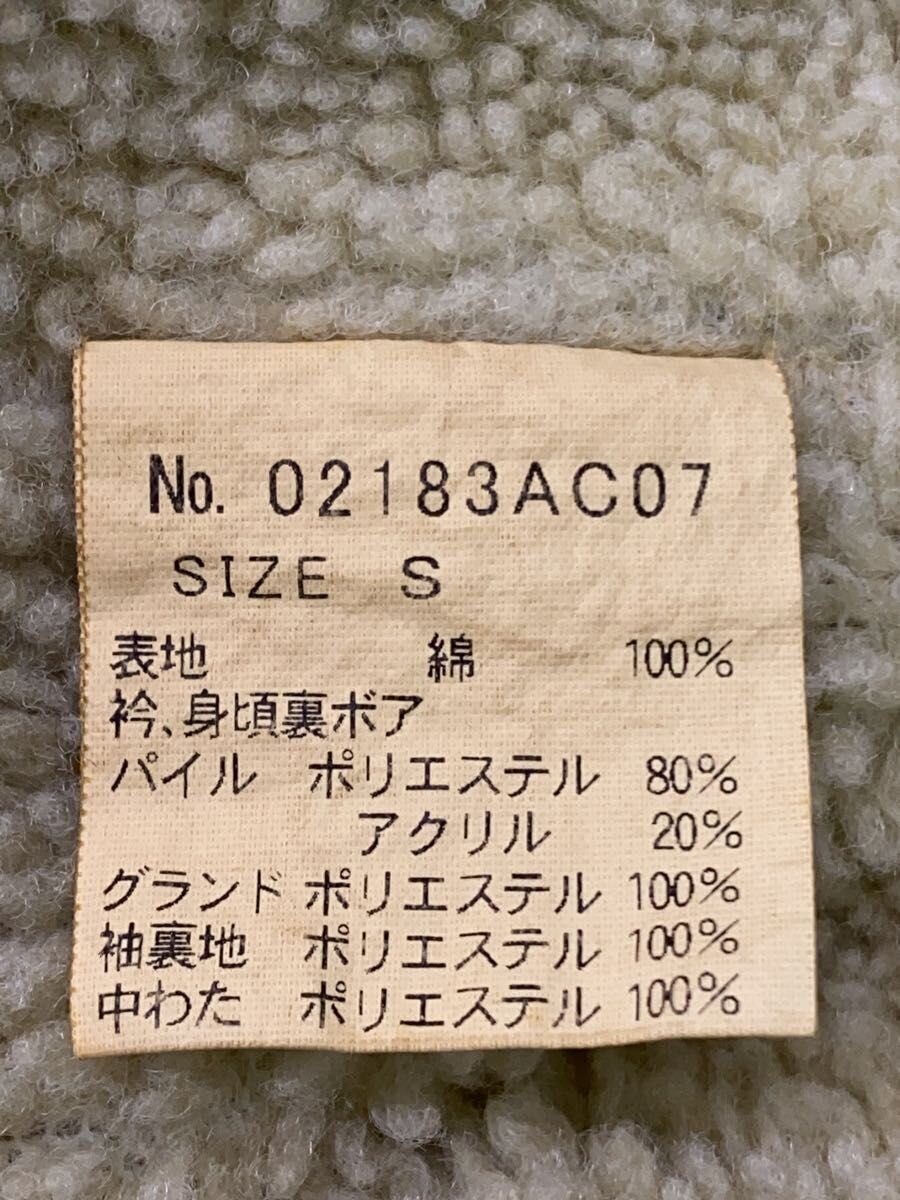 No. 02183AC07
SIZE S
表地 綿 100%
衿、身頃裏ボア
パイル ポリエステル 80%
アクリル 20%
グランド ポリエステル 100%
袖裏地 ポリエステル 100%
中わた ポリエステル 100%